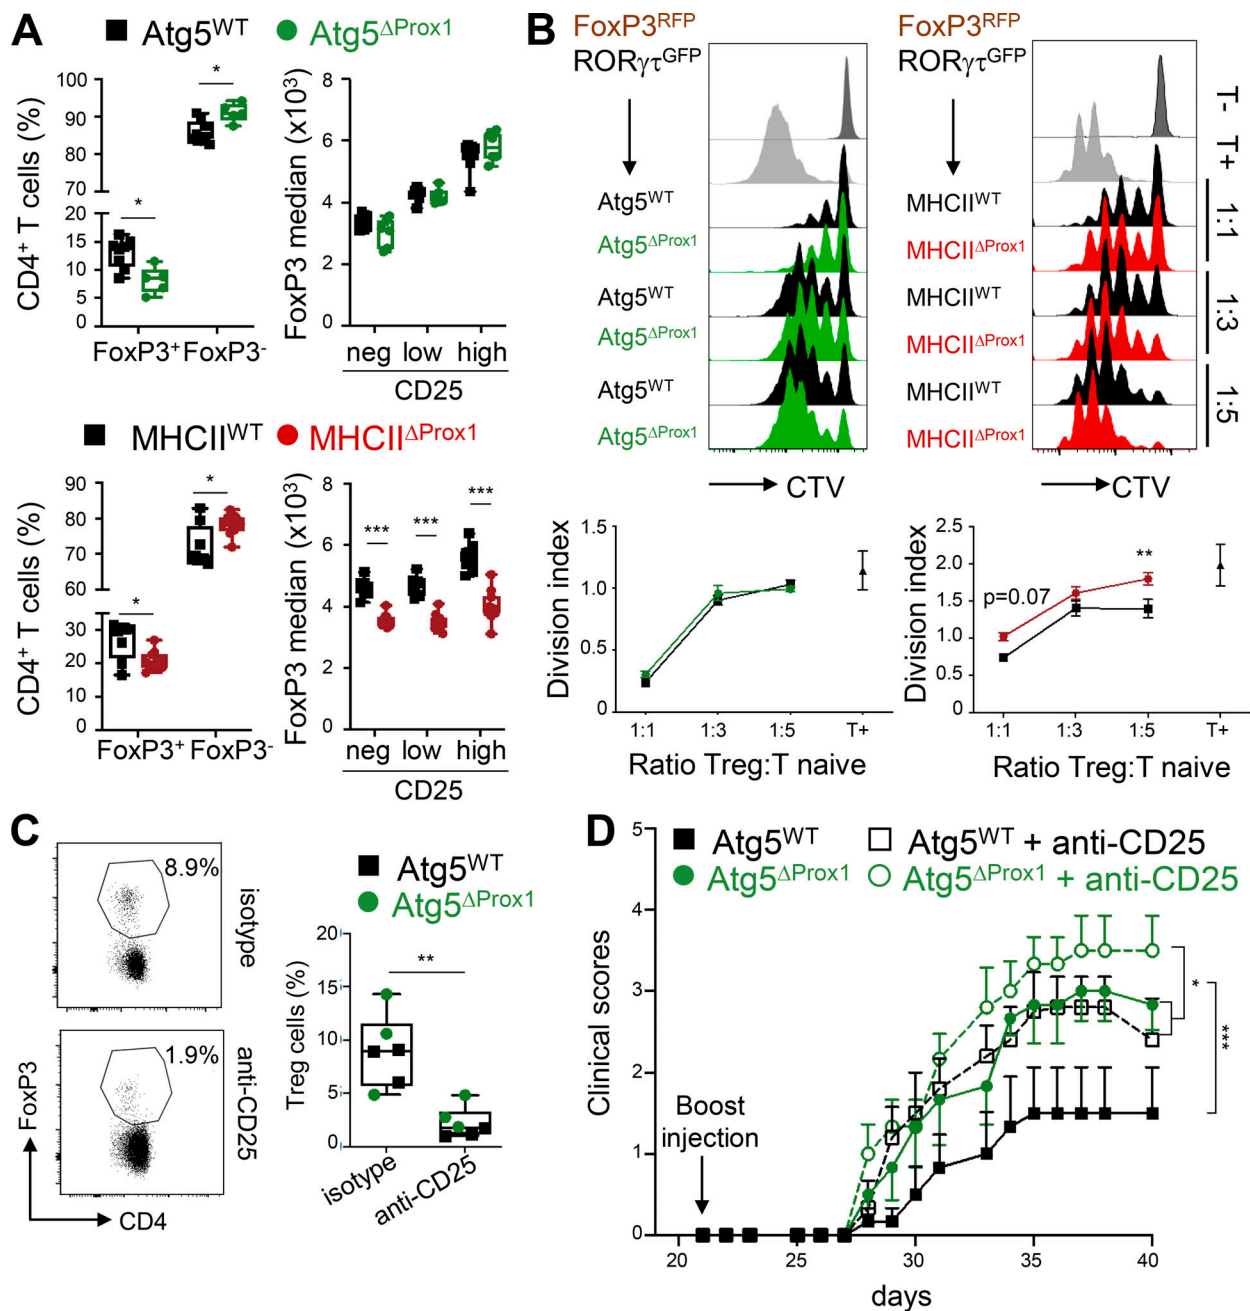 A
Atg5WT
Atg5ΔProx1
CD4+ T cells (%)
100
90
80
70
20
15
10
5
0
*
*
FoxP3+ FoxP3-
FoxP3 median (x10³)
8
6
4
2
0
neg low high
CD25
MHCIIWT
MHCIIΔProx1
CD4+ T cells (%)
90
80
70
60
30
20
10
0
*
*
FoxP3+ FoxP3-
FoxP3 median (x10³)
8
6
4
2
0
***
***
***
neg low high
CD25
B
FoxP3RFP
RORγτGFP
Atg5WT
Atg5ΔProx1
Atg5WT
Atg5ΔProx1
Atg5WT
Atg5ΔProx1
CTV
FoxP3RFP
RORγτGFP
MHCIIWT
MHCIIΔProx1
MHCIIWT
MHCIIΔProx1
MHCIIWT
MHCIIΔProx1
CTV
T-
T+
1:1
1:3
1:5
Division index
1.5
1.0
0.5
0
1:1 1:3 1:5 T+
Ratio Treg:T naive
Division index
2.5
2.0
1.5
1.0
0.5
0
p=0.07
**
1:1 1:3 1:5 T+
Ratio Treg:T naive
C
8.9%
isotype
1.9%
anti-CD25
FoxP3
CD4
Atg5WT
Atg5ΔProx1
Treg cells (%)
20
15
10
5
0
**
isotype
anti-CD25
D
Atg5WT
Atg5WT + anti-CD25
Atg5ΔProx1
Atg5ΔProx1 + anti-CD25
Clinical scores
5
4
3
2
1
0
Boost
injection
*
***
20 25 30 35 40
days